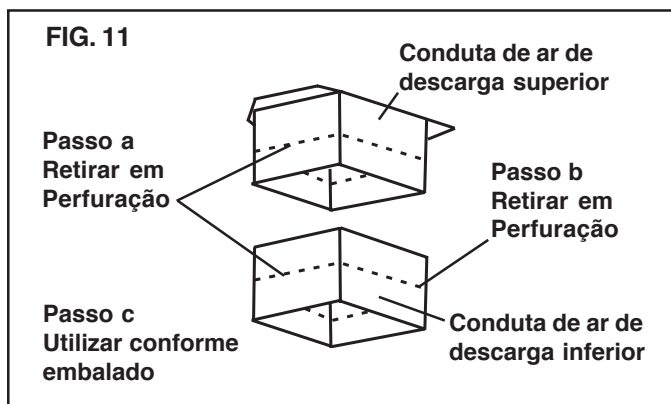 FIG. 11
Conduta de ar de
descarga superior
Passo a
Retirar em
Perfuração
Passo b
Retirar em
Perfuração
Passo c
Utilizar conforme
embalado
Conduta de ar de
descarga inferior